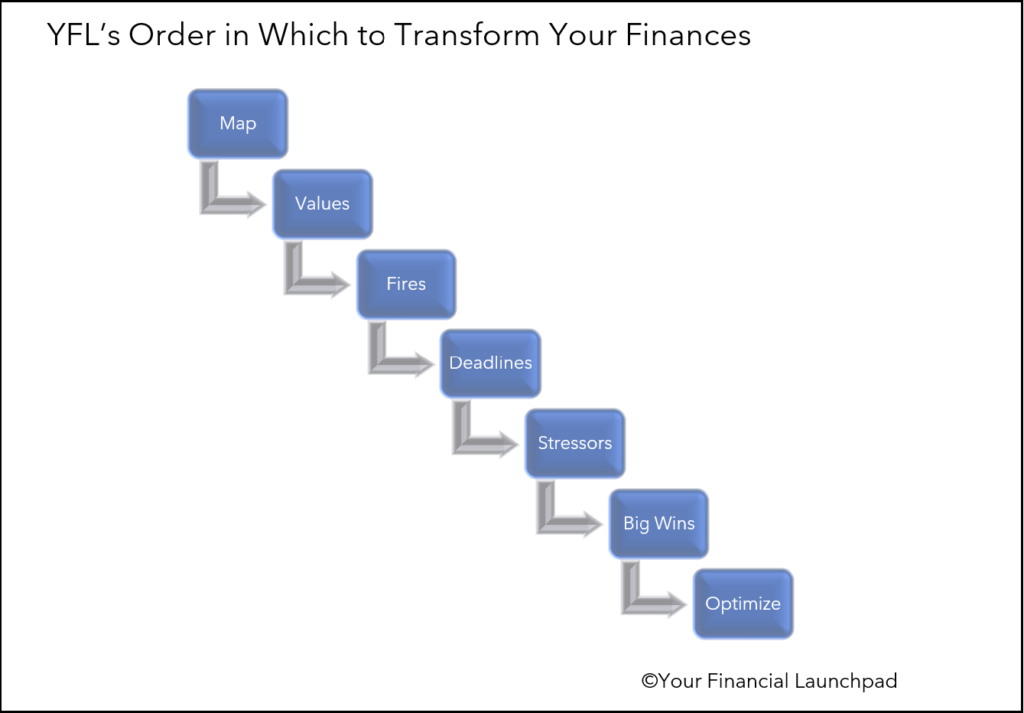 YFL’s Order in Which to Transform Your Finances
Map
Values
Fires
Deadlines
Stressors
Big Wins
Optimize
©Your Financial Launchpad